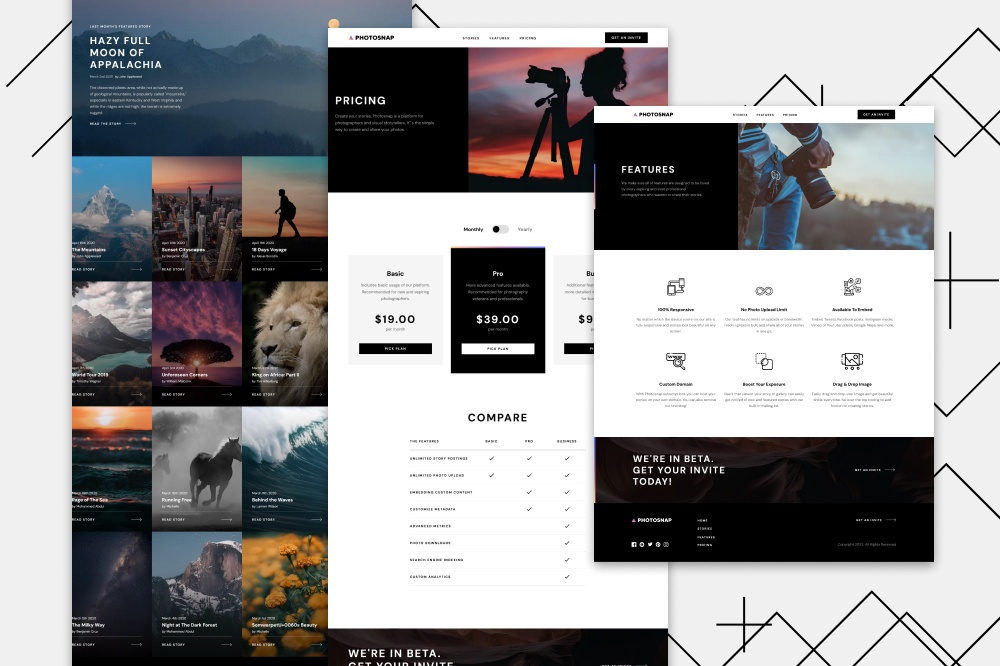 LAST MONTH'S FEATURED STORY
HAZY FULL
MOON OF
APPALACHIA
March 2nd 2020 by John Appleseed
The dissected plateau area, while not actually made up
of geological mountains, is popularly called "mountains,"
especially in eastern Kentucky and West Virginia, and
while the ridges are not high, the terrain is extremely
rugged.
READ THE STORY
April 16th 2020
The Mountains
by John Appleseed
READ STORY
April 14th 2020
Sunset Cityscapes
by Benjamin Cruz
READ STORY
April 11th 2020
18 Days Voyage
by Alexei Borodin
READ STORY
World Tour 2019
by Timothy Wagner
READ STORY
April 3rd 2020
Unforeseen Corners
by William Malcolm
READ STORY
King on Africa: Part II
by Tim Hillenburg
READ STORY
Rage of The Sea
by Mohammed Abdul
READ STORY
Running Free
by Michelle
READ STORY
Behind the Waves
by Lamarr Wilson
READ STORY
The Milky Way
by Benjamin Cruz
READ STORY
Night at The Dark Forest
by Mohammed Abdul
READ STORY
by Michelle
READ STORY
PHOTOSNAP
STORIES FEATURES PRICING
GET AN INVITE
PRICING
Create your stories, Photosnap is a platform for
photographers and visual storytellers. It's the simple
way to create and share your photos.
Monthly Yearly
Basic
Includes basic usage of our platform.
Recommended for new and aspiring
photographers.
$19.00
per month
PICK PLAN
Pro
More advanced features available.
Recommended for photography
veterans and professionals.
$39.00
per month
PICK PLAN
Bu
Additional fea
more detailed
for bu
$9
PICK
COMPARE
THE FEATURES BASIC PRO BUSINESS
UNLIMITED STORY POSTINGS
UNLIMITED PHOTO UPLOAD
EMBEDDING CUSTOM CONTENT
CUSTOMIZE METADATA
ADVANCED METRICS
PHOTO DOWNLOADS
SEARCH ENGINE INDEXING
CUSTOM ANALYTICS
WE'RE IN BETA.
GET YOUR INVITE
PHOTOSNAP
STORIES FEATURES PRICING
GET AN INVITE
FEATURES
We make sure all of our features are designed to be loved
by every aspiring and even professional
photographers who wanted to share their stories.
100% Responsive
No matter which the device you're on, our site is
fully responsive and stories look beautiful on any
screen.
No Photo Upload Limit
Our tool has no limits on uploads or bandwidth.
Freely upload in bulk and share all of your stories
in one go.
Available To Embed
Embed Tweets, Facebook posts, Instagram media,
Vimeo or YouTube videos, Google Maps, and more
Custom Domain
With Photosnap subscriptions you can host your
stories on your own domain. You can also remove
our branding!
Boost Your Exposure
Users that viewed your story or gallery can easily
get notified of new and featured stories with our
built in mailing list.
Drag & Drop Image
Easily drag and drop your image and get beautiful
shots everytime. No over the top tooling to add
friction to creating stories.
WE'RE IN BETA.
GET YOUR INVITE
TODAY!
GET AN INVITE
PHOTOSNAP
HOME
STORIES
FEATURES
PRICING
GET AN INVITE
Copyright 2022. All Rights Reserved